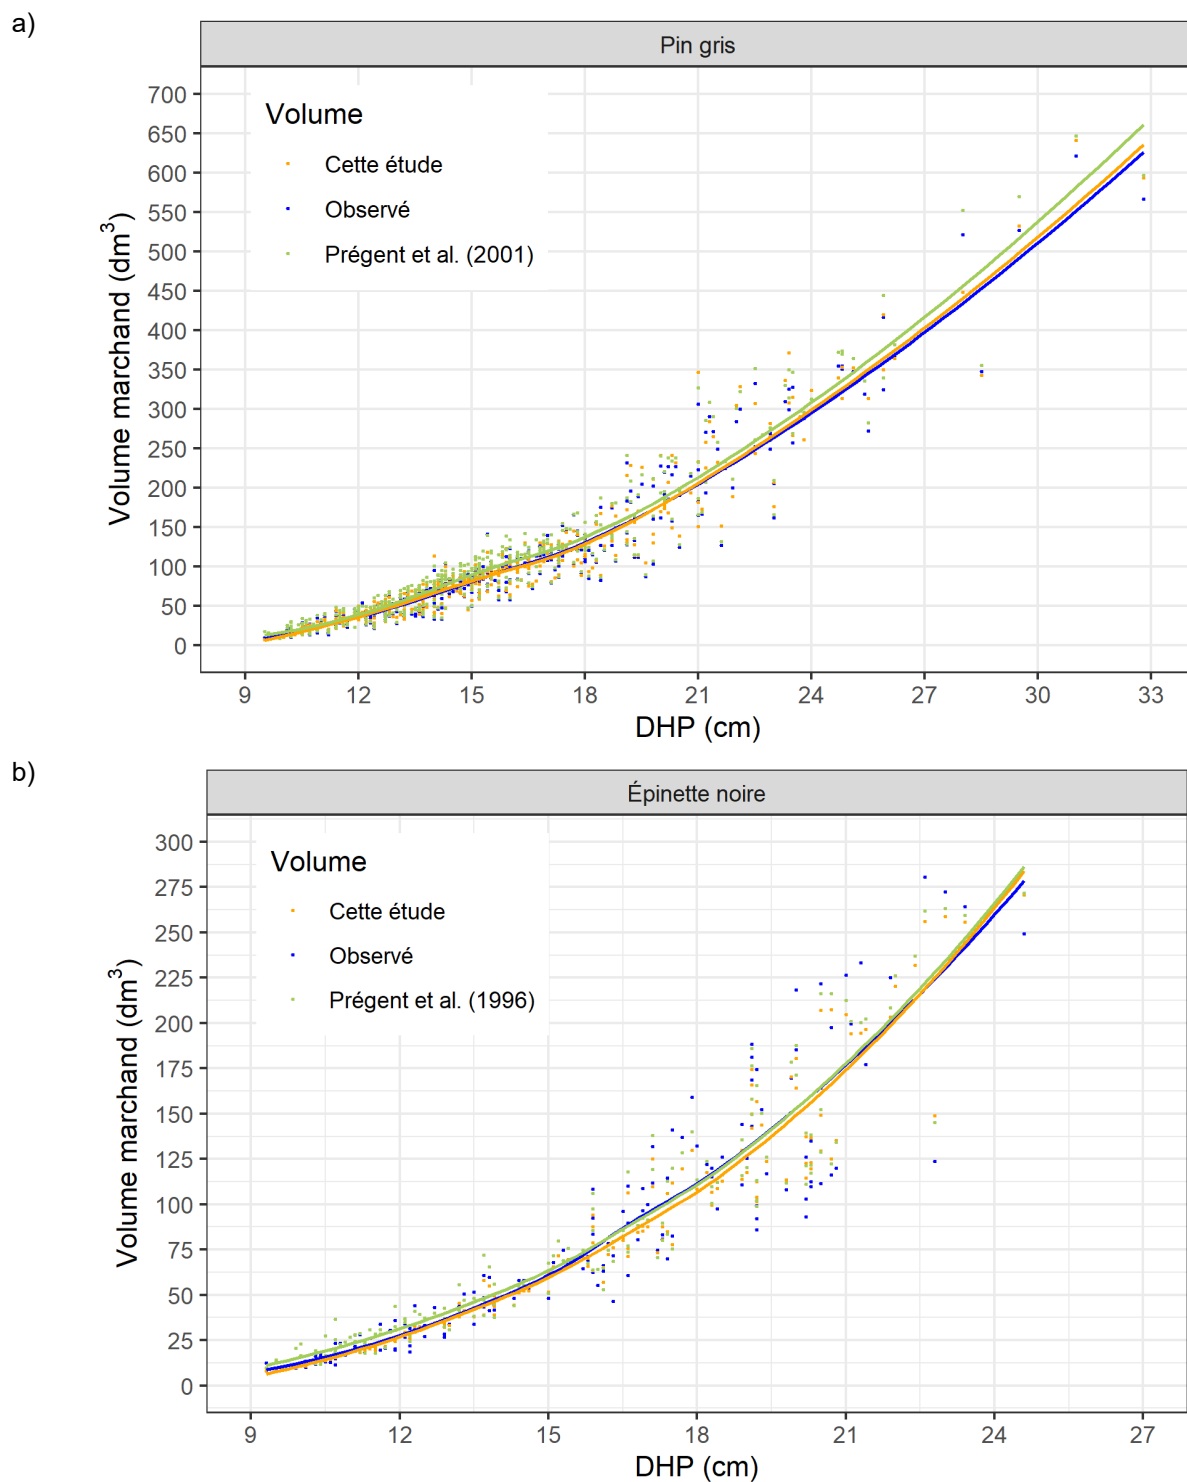 a)
Pin gris
Volume marchand (dm³)
700
650
600
550
500
450
400
350
300
250
200
150
100
50
0
Volume
Cette étude
Observé
Prégent et al. (2001)
9 12 15 18 21 24 27 30 33
DHP (cm)
b)
Épinette noire
Volume marchand (dm³)
300
275
250
225
200
175
150
125
100
75
50
25
0
Volume
Cette étude
Observé
Prégent et al. (1996)
9 12 15 18 21 24 27
DHP (cm)